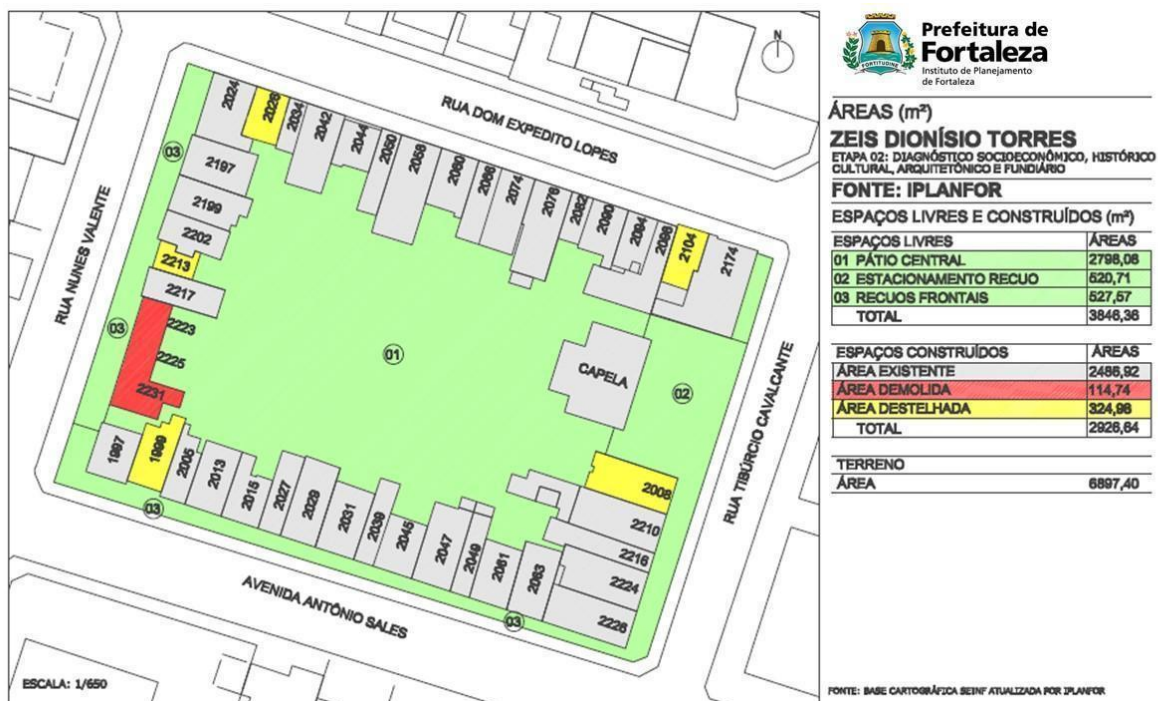 RUA DOM EXPEDITO LOPES
RUA NUNES VALENTE
AVENIDA ANTÔNIO SALES
RUA TIBÚRCIO CAVALCANTE
N
2024
2026
2034
2042
2044
2050
2058
2060
2066
2074
2076
2082
2090
2094
2098
2104
2174
03
2197
2199
2202
2213
2217
03
2223
2225
2231
01
CAPELA
02
1997
1999
2005
2013
2015
2027
2029
2031
2039
2045
2047
2049
2061
2063
2008
2210
2216
2224
2226
03
03
ESCALA: 1/650
Prefeitura de
Fortaleza
Instituto de Planejamento
de Fortaleza
FORTITUDINE
ÁREAS (m²)
ZEIS DIONÍSIO TORRES
ETAPA 02: DIAGNÓSTICO SOCIOECONÔMICO, HISTÓRICO
CULTURAL, ARQUITETÔNICO E FUNDIÁRIO
FONTE: IPLANFOR
ESPAÇOS LIVRES E CONSTRUÍDOS (m²)
ESPAÇOS LIVRES ÁREAS
01 PÁTIO CENTRAL 2798,08
02 ESTACIONAMENTO RECUO 520,71
03 RECUOS FRONTAIS 527,57
TOTAL 3846,36
ESPAÇOS CONSTRUÍDOS ÁREAS
ÁREA EXISTENTE 2486,92
ÁREA DEMOLIDA 114,74
ÁREA DESTELHADA 324,98
TOTAL 2926,64
TERRENO
ÁREA 6897,40
FONTE: BASE CARTOGRÁFICA SEINF ATUALIZADA POR IPLANFOR